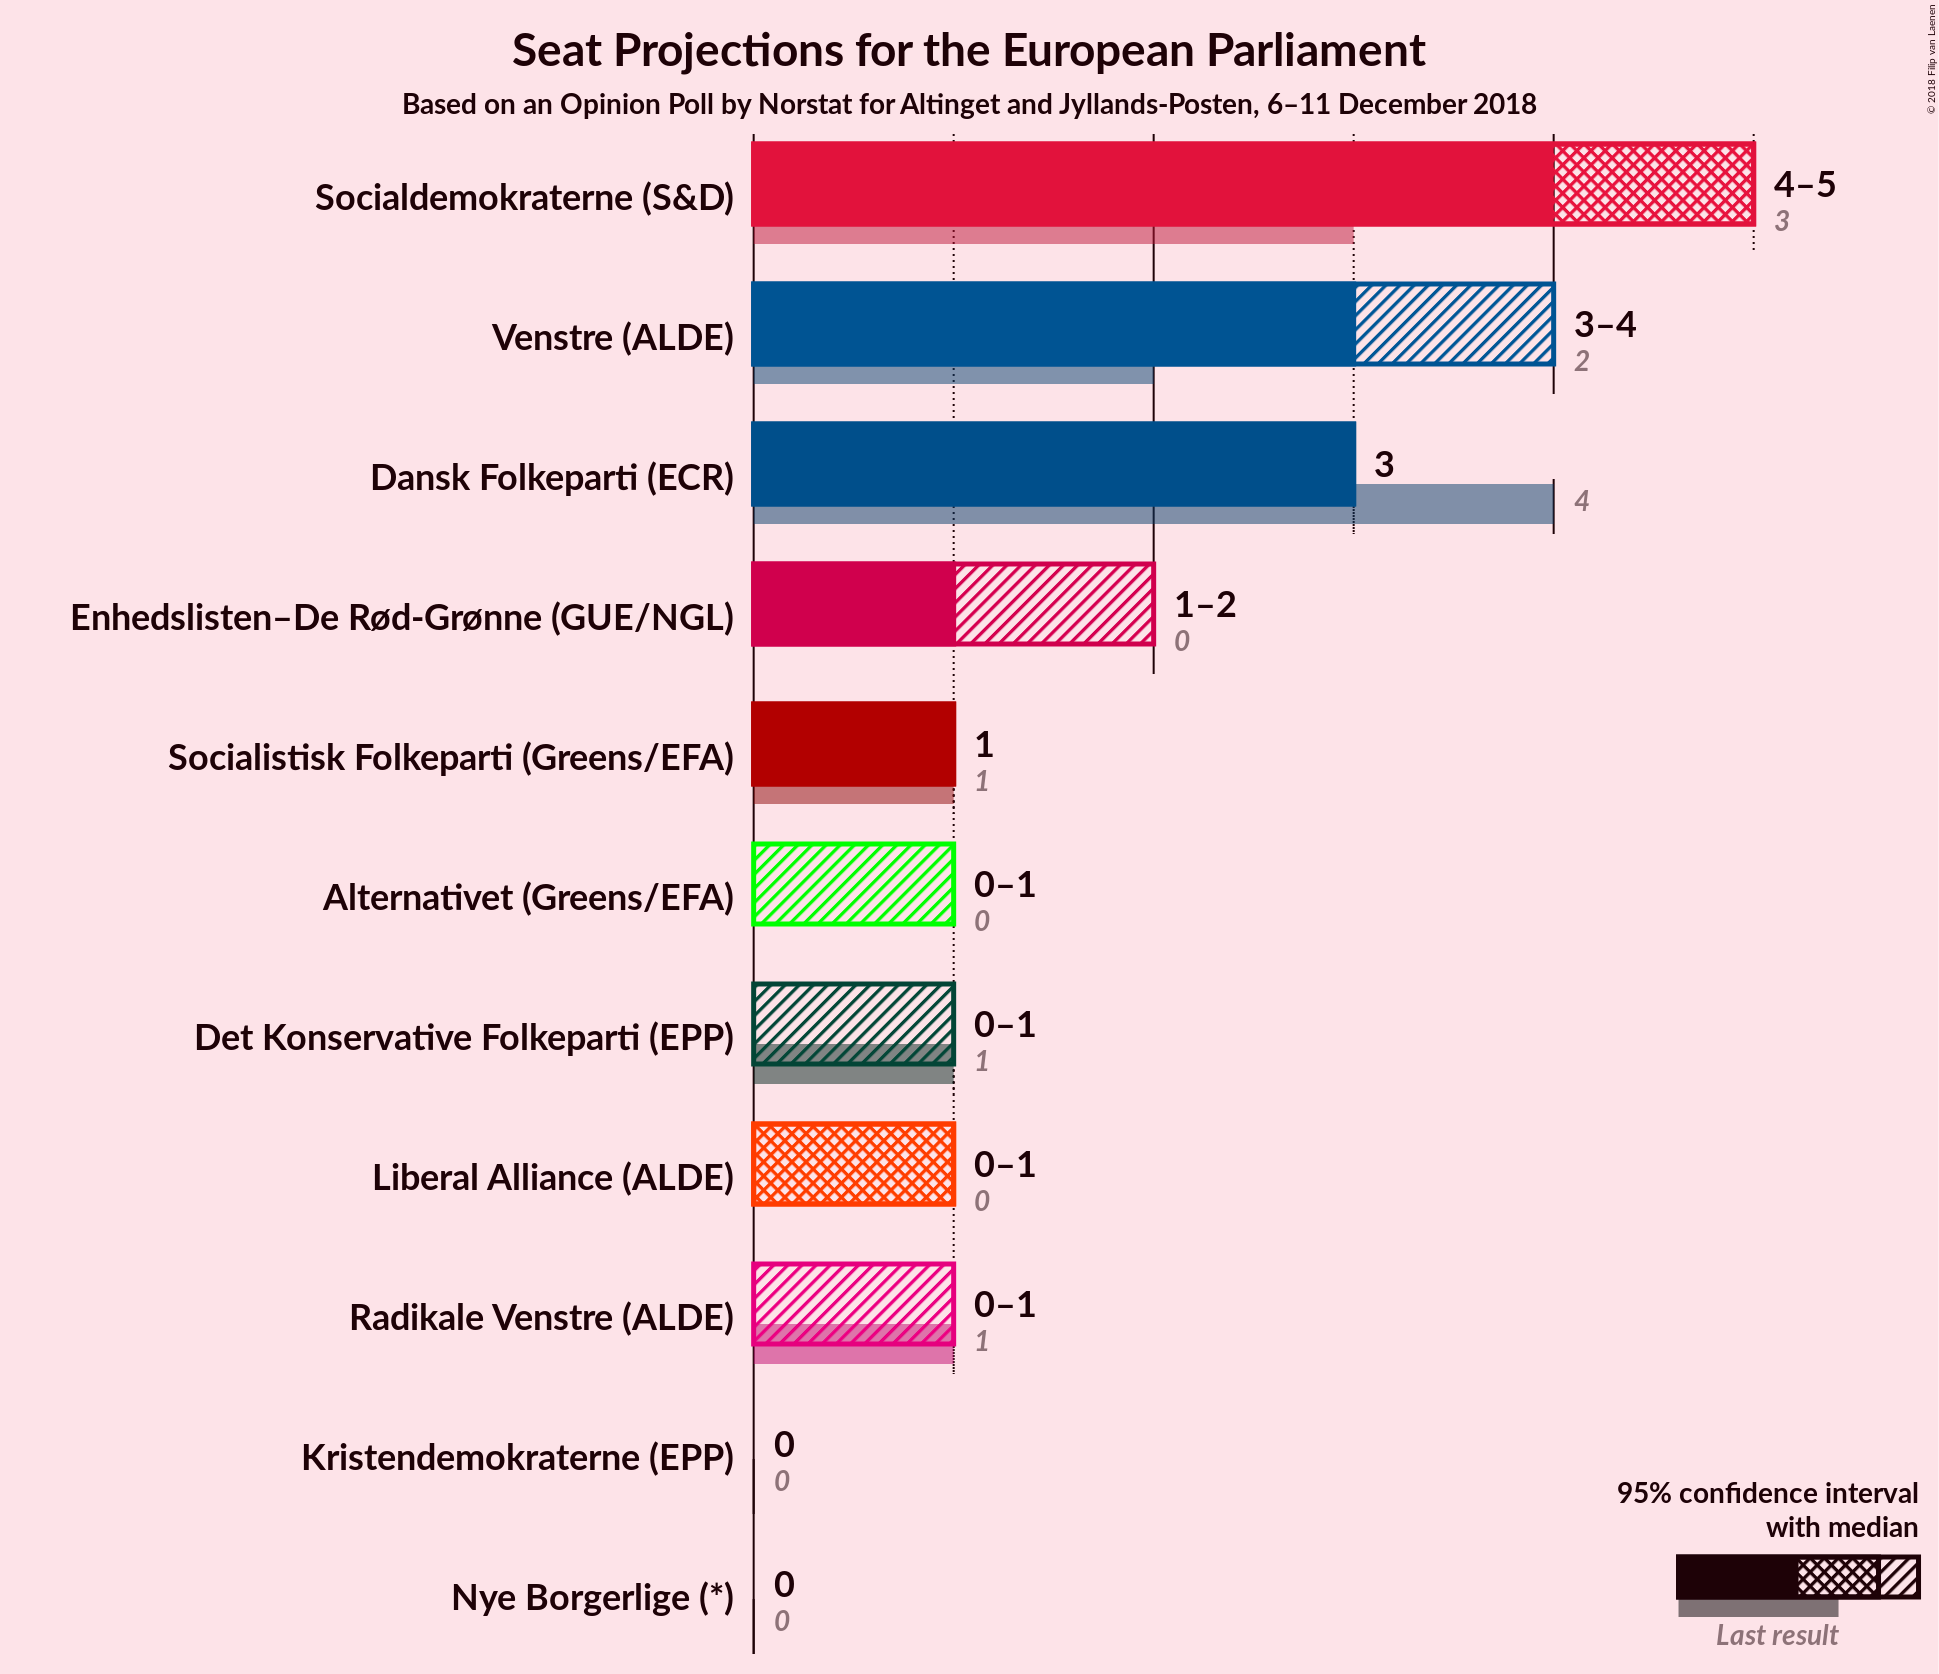 Seat Projections for the European Parliament
Based on an Opinion Poll by Norstat for Altinget and Jyllands-Posten, 6–11 December 2018
© 2018 Filip van Laenen
Socialdemokraterne (S&D)
4–5
3
Venstre (ALDE)
3–4
2
Dansk Folkeparti (ECR)
3
4
Enhedslisten–De Rød-Grønne (GUE/NGL)
1–2
0
Socialistisk Folkeparti (Greens/EFA)
1
1
Alternativet (Greens/EFA)
0–1
0
Det Konservative Folkeparti (EPP)
0–1
1
Liberal Alliance (ALDE)
0–1
0
Radikale Venstre (ALDE)
0–1
1
Kristendemokraterne (EPP)
0
0
Nye Borgerlige (*)
0
0
95% confidence interval
with median
Last result